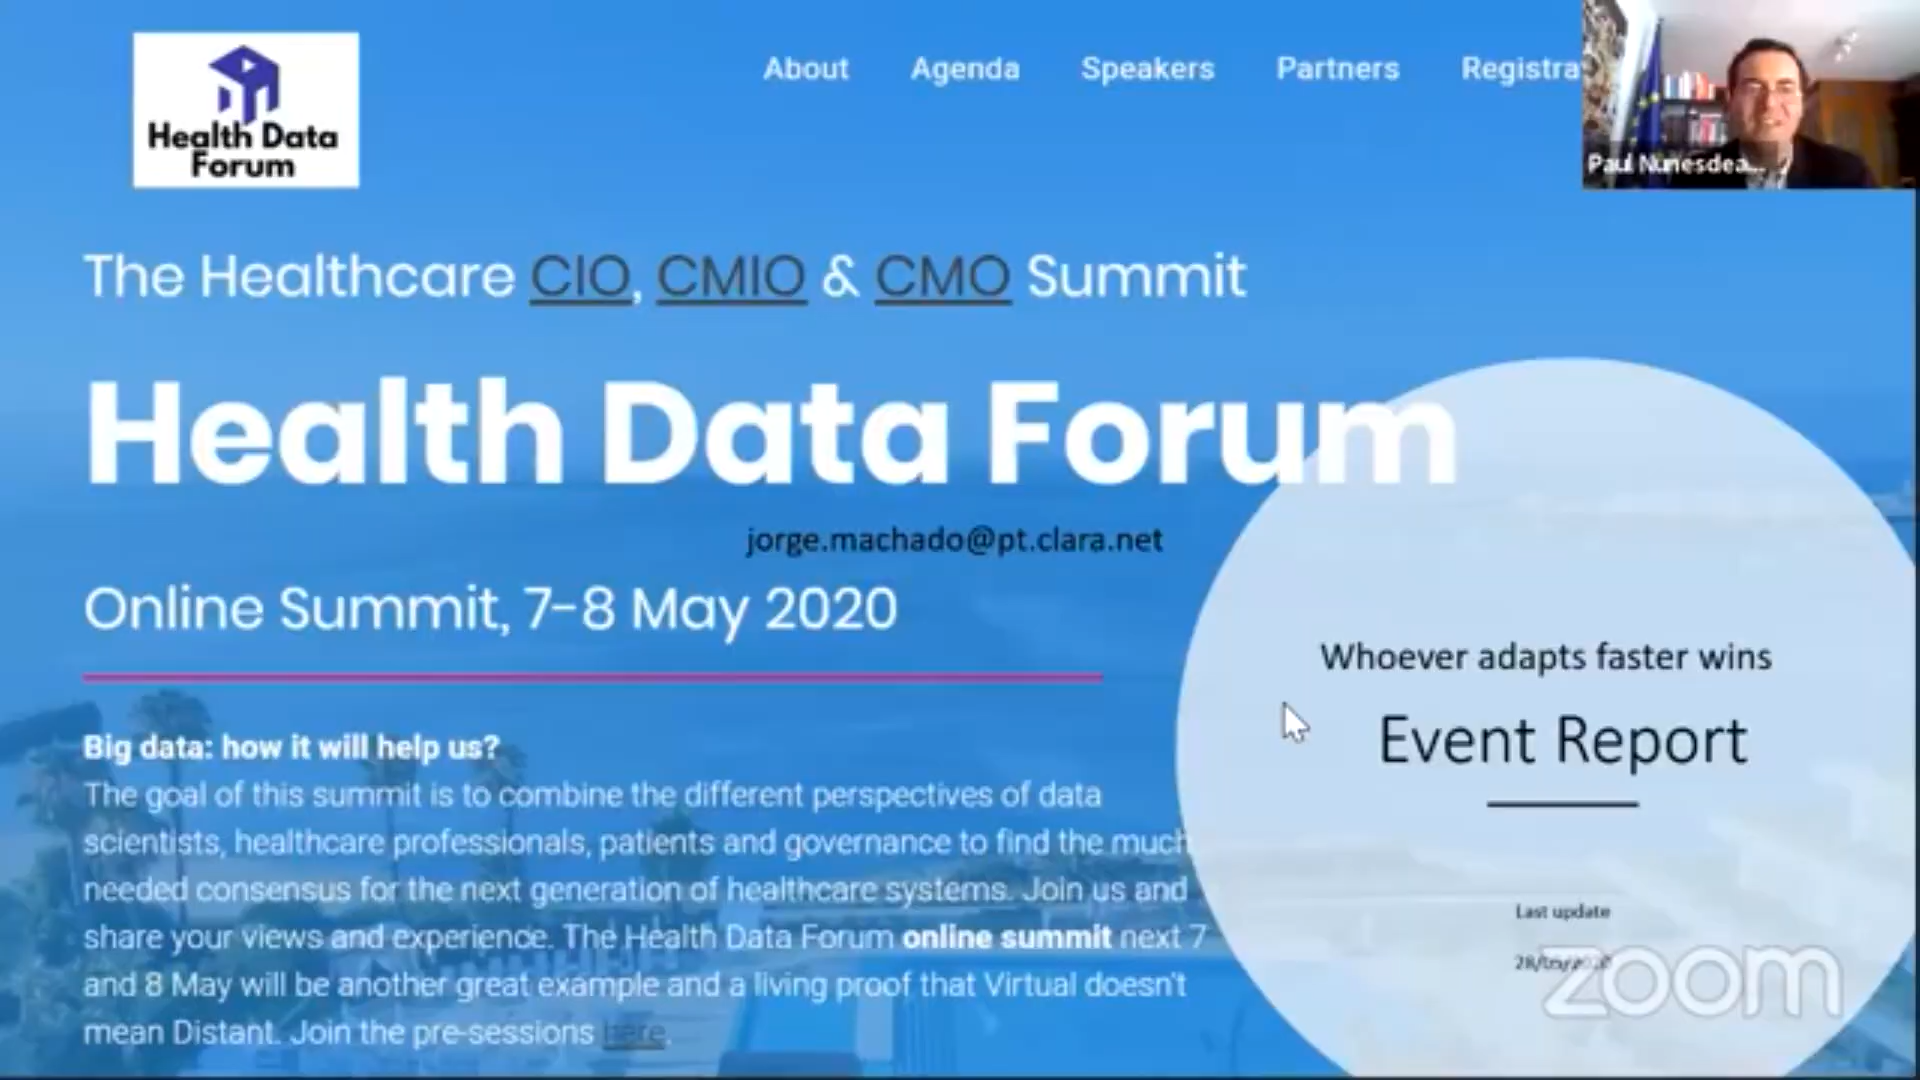 Health Data
Forum
About Agenda Speakers Partners Registra
Paul Nunesdea...
The Healthcare CIO, CMIO & CMO Summit
Health Data Forum
jorge.machado@pt.clara.net
Online Summit, 7-8 May 2020
Whoever adapts faster wins
Event Report
Big data: how it will help us?
The goal of this summit is to combine the different perspectives of data
scientists, healthcare professionals, patients and governance to find the much
needed consensus for the next generation of healthcare systems. Join us and
share your views and experience. The Health Data Forum online summit next 7
and 8 May will be another great example and a living proof that Virtual doesn't
mean Distant. Join the pre-sessions here.
Last update
zoom